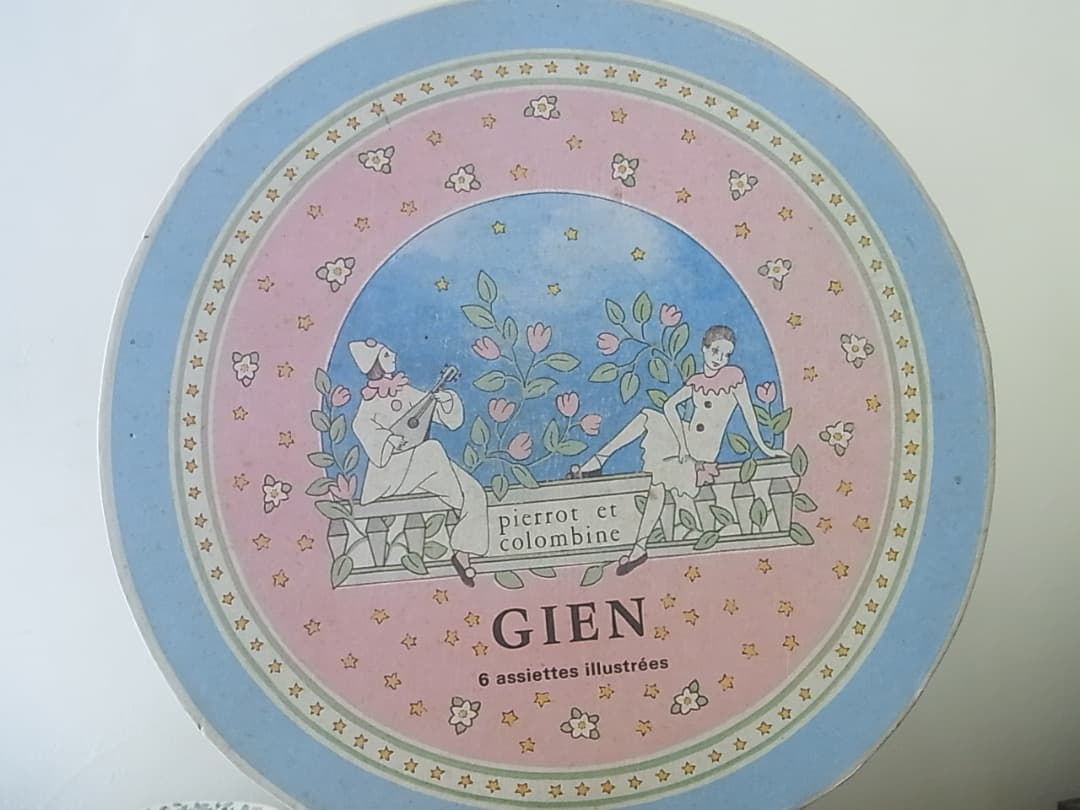 pierrot et
colombine
GIEN
6 assiettes illustrées